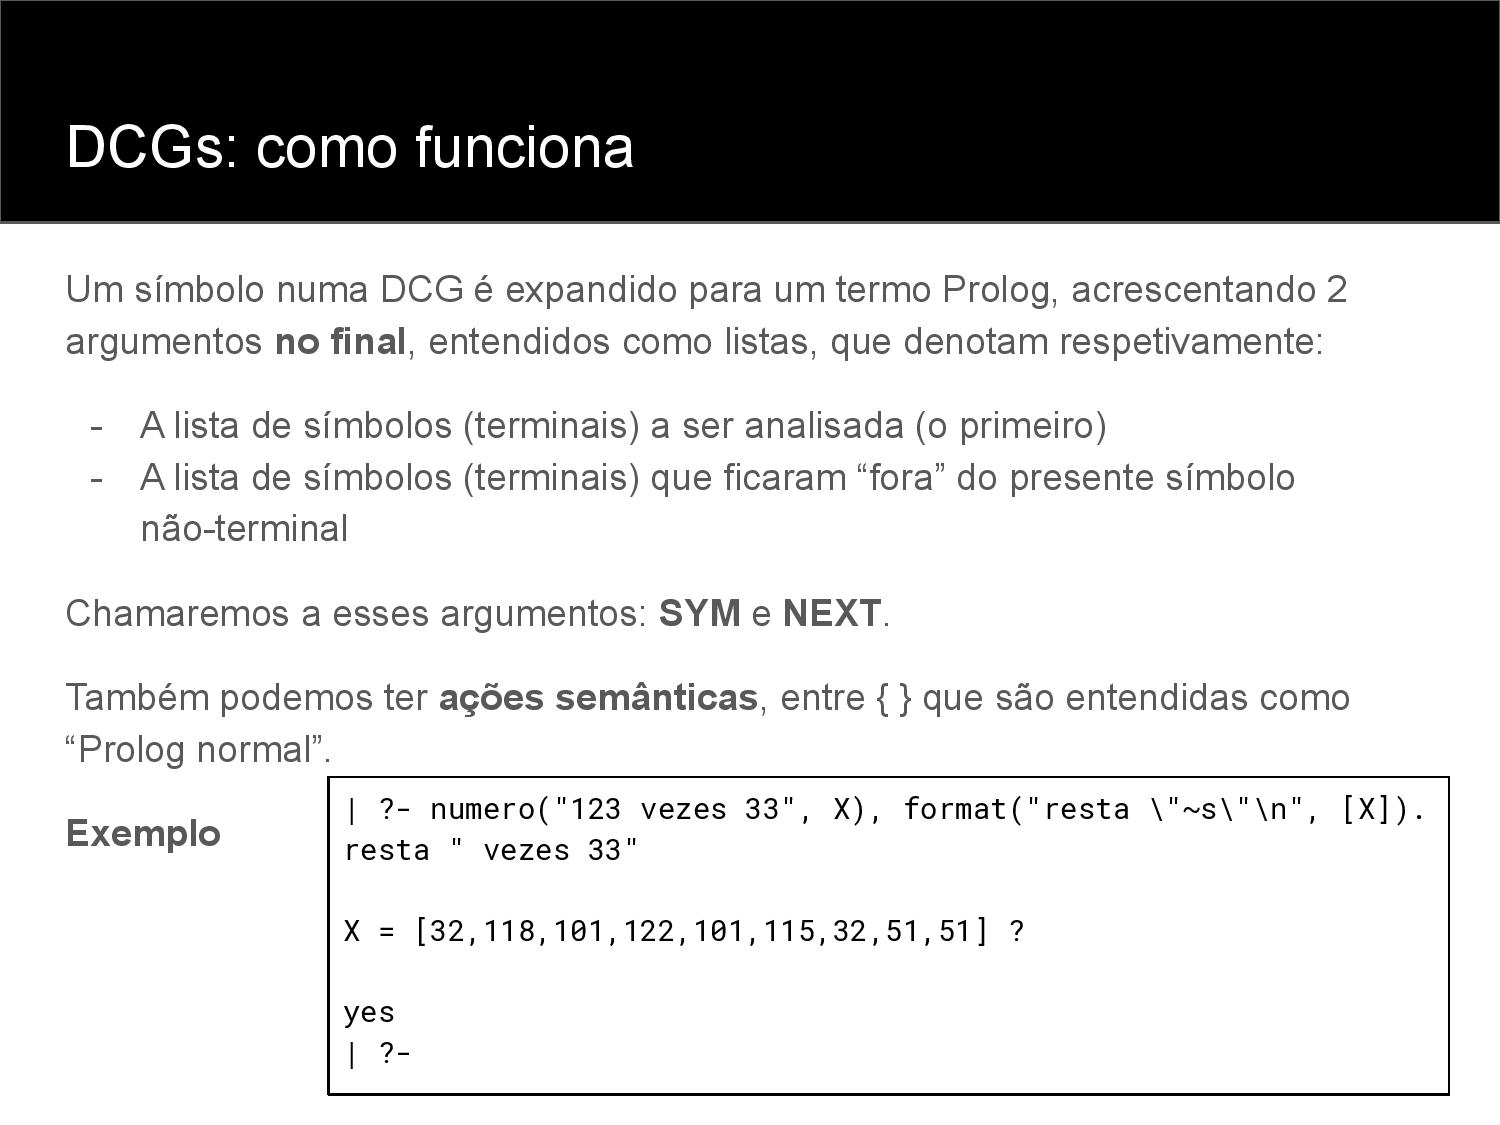 DCGs: como funciona
Um símbolo numa DCG é expandido para um termo Prolog, acrescentando 2
argumentos no final, entendidos como listas, que denotam respetivamente:
- A lista de símbolos (terminais) a ser analisada (o primeiro)
- A lista de símbolos (terminais) que ficaram “fora” do presente símbolo
não-terminal
Chamaremos a esses argumentos: SYM e NEXT.
Também podemos ter ações semânticas, entre { } que são entendidas como
“Prolog normal”.
Exemplo
| ?- numero("123 vezes 33", X), format("resta \"~s\"\n", [X]).
resta " vezes 33"
X = [32,118,101,122,101,115,32,51,51] ?
yes
| ?-